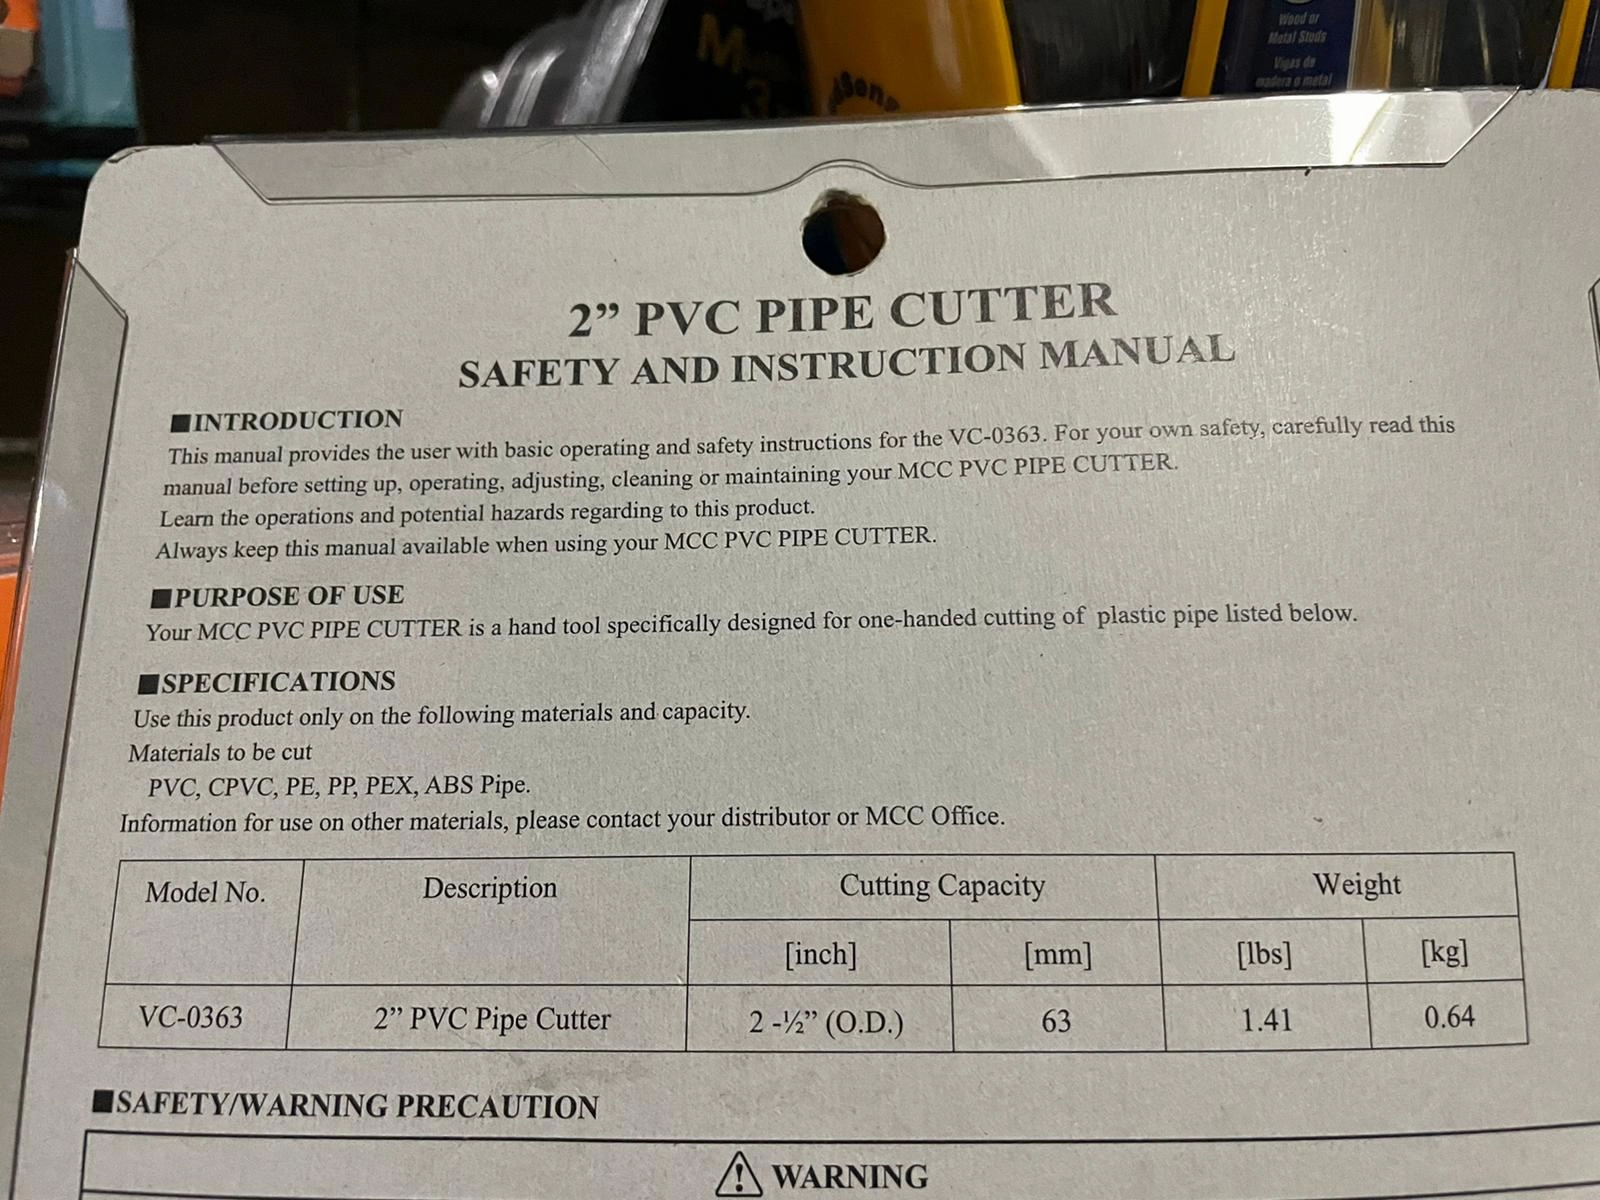 Wood or
Metal Studs
Vigas de
madera o metal
2” PVC PIPE CUTTER
SAFETY AND INSTRUCTION MANUAL
■INTRODUCTION
This manual provides the user with basic operating and safety instructions for the VC-0363. For your own safety, carefully read this
manual before setting up, operating, adjusting, cleaning or maintaining your MCC PVC PIPE CUTTER.
Learn the operations and potential hazards regarding to this product.
Always keep this manual available when using your MCC PVC PIPE CUTTER.
■PURPOSE OF USE
Your MCC PVC PIPE CUTTER is a hand tool specifically designed for one-handed cutting of plastic pipe listed below.
■SPECIFICATIONS
Use this product only on the following materials and capacity.
Materials to be cut
PVC, CPVC, PE, PP, PEX, ABS Pipe.
Information for use on other materials, please contact your distributor or MCC Office.
Model No. Description Cutting Capacity Weight
[inch] [mm] [lbs] [kg]
VC-0363 2” PVC Pipe Cutter 2 -½” (O.D.) 63 1.41 0.64
■SAFETY/WARNING PRECAUTION
⚠ WARNING